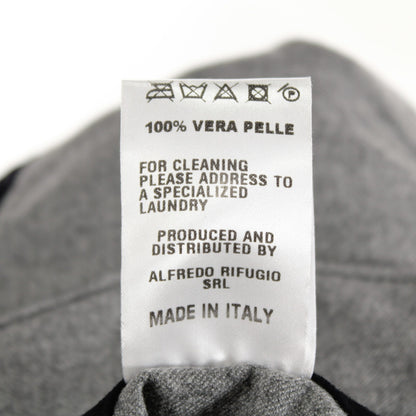 100% VERA PELLE
FOR CLEANING
PLEASE ADDRESS TO
A SPECIALIZED
LAUNDRY
PRODUCED AND
DISTRIBUTED BY
ALFREDO RIFUGIO
SRL
MADE IN ITALY